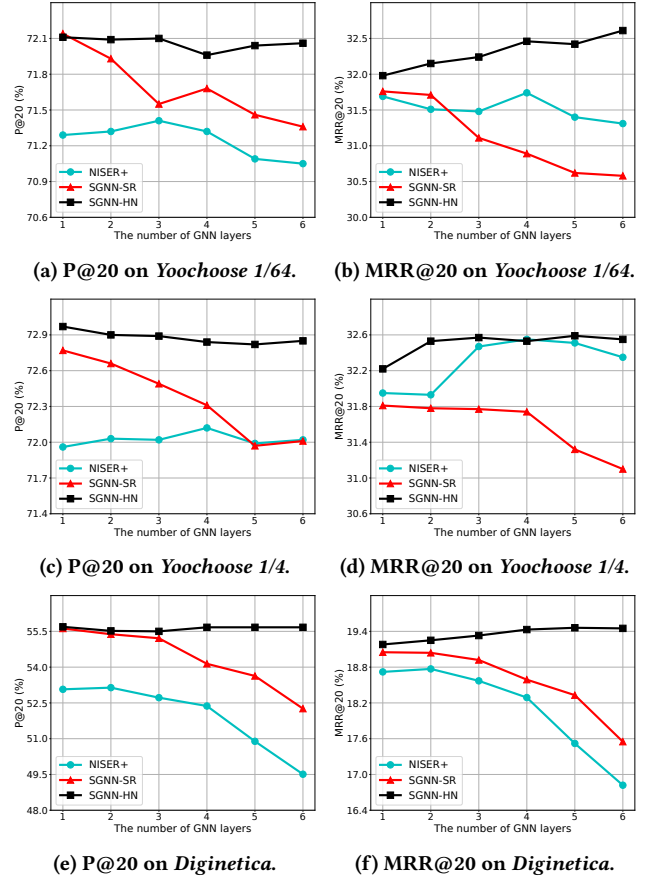 72.1
71.8
71.5
71.2
70.9
70.6
P@20 (%)
NISER+
SGNN-SR
SGNN-HN
1 2 3 4 5 6
The number of GNN layers
(a) P@20 on Yoochoose 1/64.
32.5
32.0
31.5
31.0
30.5
30.0
MRR@20 (%)
NISER+
SGNN-SR
SGNN-HN
1 2 3 4 5 6
The number of GNN layers
(b) MRR@20 on Yoochoose 1/64.
72.9
72.6
72.3
72.0
71.7
71.4
P@20 (%)
NISER+
SGNN-SR
SGNN-HN
1 2 3 4 5 6
The number of GNN layers
(c) P@20 on Yoochoose 1/4.
32.6
32.2
31.8
31.4
31.0
30.6
MRR@20 (%)
NISER+
SGNN-SR
SGNN-HN
1 2 3 4 5 6
The number of GNN layers
(d) MRR@20 on Yoochoose 1/4.
55.5
54.0
52.5
51.0
49.5
48.0
P@20 (%)
NISER+
SGNN-SR
SGNN-HN
1 2 3 4 5 6
The number of GNN layers
(e) P@20 on Diginetica.
19.4
18.8
18.2
17.6
17.0
16.4
MRR@20 (%)
NISER+
SGNN-SR
SGNN-HN
1 2 3 4 5 6
The number of GNN layers
(f) MRR@20 on Diginetica.